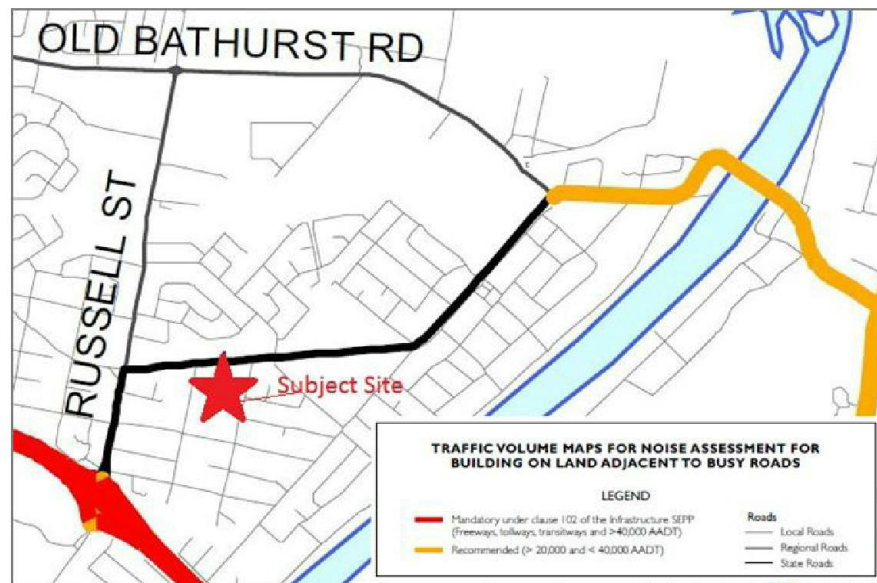 OLD BATHURST RD
RUSSELL ST
Subject Site
TRAFFIC VOLUME MAPS FOR NOISE ASSESSMENT FOR
BUILDING ON LAND ADJACENT TO BUSY ROADS
LEGEND
Mandatory under clause 102 of the Infrastructure SEPP
(Freeways, tollways, transitways and >40,000 AADT)
Recommended (> 20,000 and < 40,000 AADT)
Roads
Local Roads
Regional Roads
State Roads